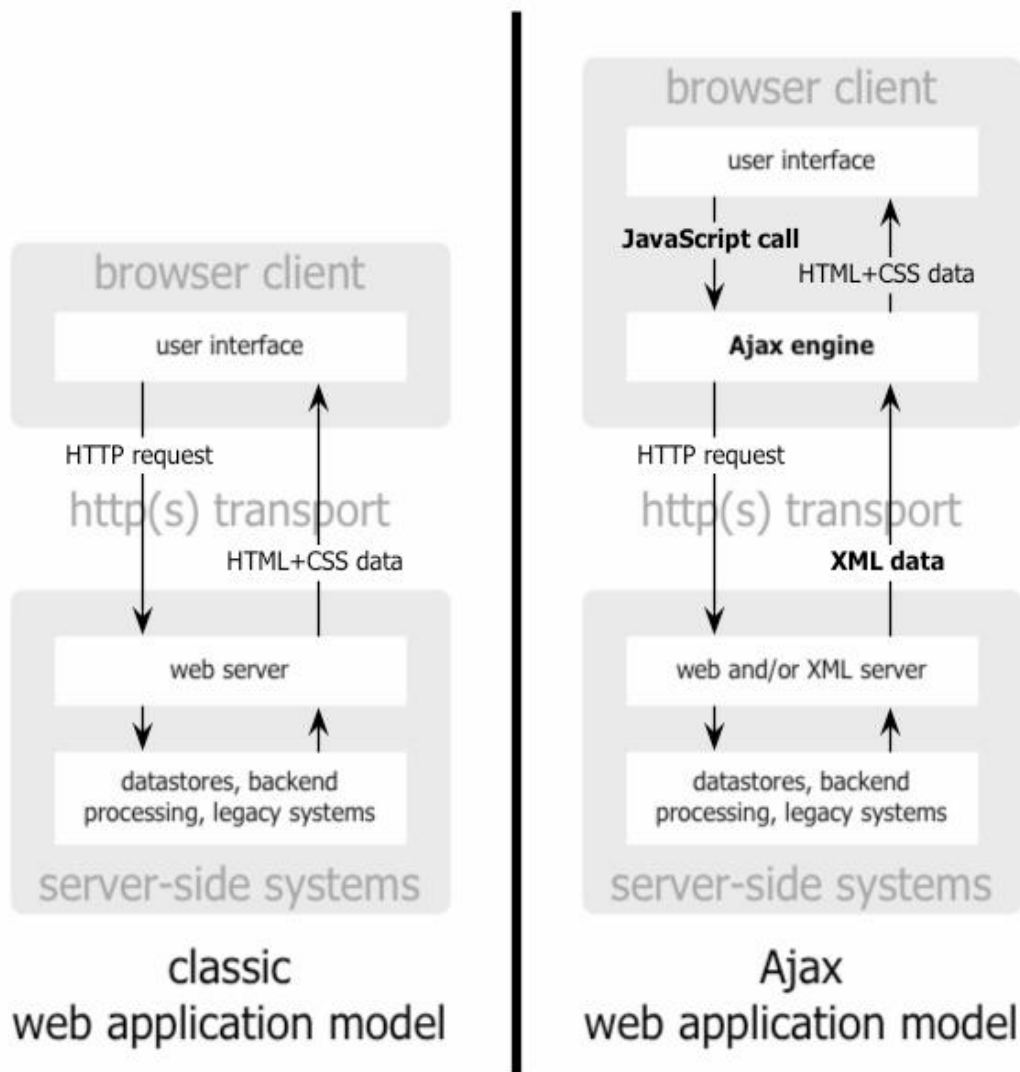 browser client
user interface
HTTP request
http(s) transport
HTML+CSS data
web server
datastores, backend
processing, legacy systems
server-side systems
classic
web application model
browser client
user interface
JavaScript call
HTML+CSS data
Ajax engine
HTTP request
http(s) transport
XML data
web and/or XML server
datastores, backend
processing, legacy systems
server-side systems
Ajax
web application model